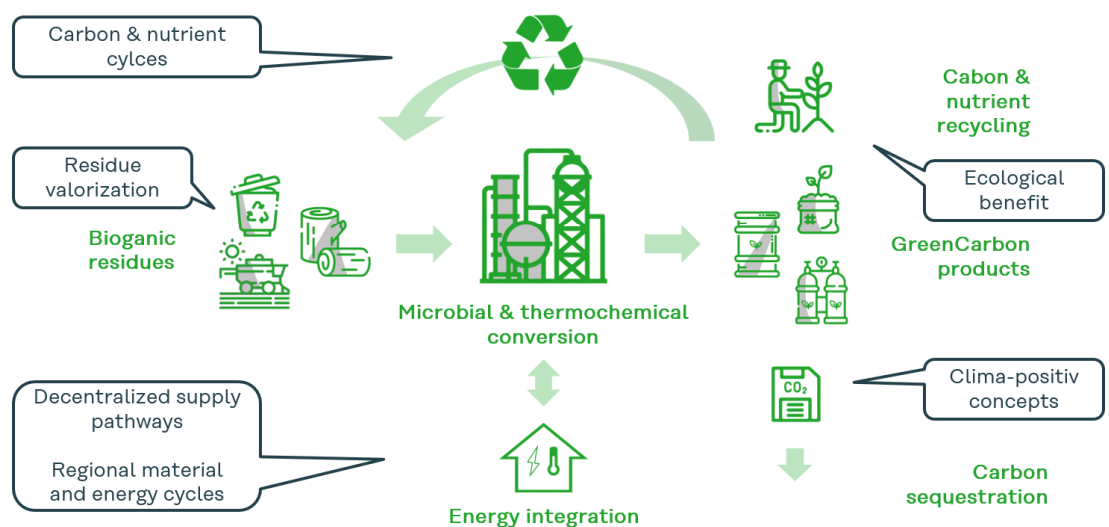 Carbon & nutrient
cylces
Cabon &
nutrient
recycling
Residue
valorization
Ecological
benefit
Bioganic
residues
GreenCarbon
products
Microbial & thermochemical
conversion
Decentralized supply
pathways
Regional material
and energy cycles
CO₂
Clima-positiv
concepts
Carbon
sequestration
Energy integration